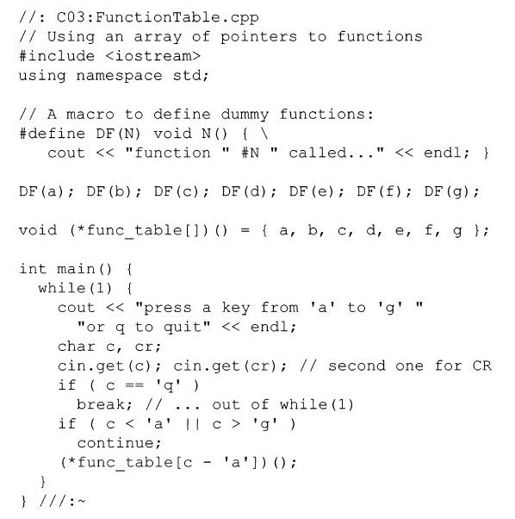 //: C03:FunctionTable.cpp
// Using an array of pointers to functions
#include <iostream>
using namespace std;

// A macro to define dummy functions:
#define DF(N) void N() { \
   cout << "function " #N " called..." << endl; }

DF(a); DF(b); DF(c); DF(d); DF(e); DF(f); DF(g);

void (*func_table[])() = { a, b, c, d, e, f, g };

int main() {
  while(1) {
    cout << "press a key from 'a' to 'g' "
      "or q to quit" << endl;
    char c, cr;
    cin.get(c); cin.get(cr); // second one for CR
    if ( c == 'q' )
      break; // ... out of while(1)
    if ( c < 'a' || c > 'g' )
      continue;
    (*func_table[c - 'a'])();
  }
} ///:~